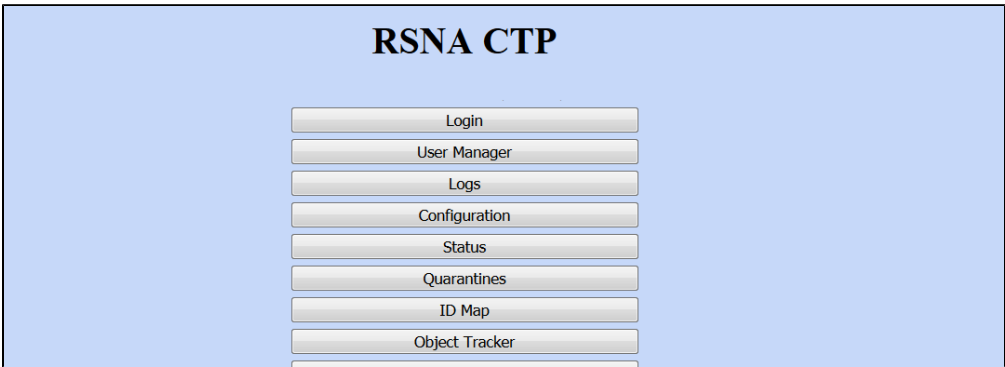 RSNA CTP
Login
User Manager
Logs
Configuration
Status
Quarantines
ID Map
Object Tracker